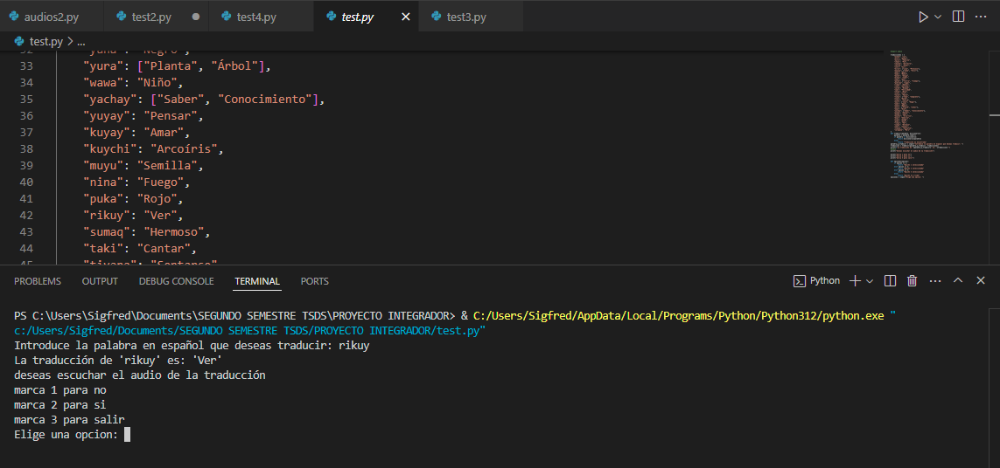 audios2.py test2.py test4.py test.py test3.py
test.py > ...
32 "yana": "Negro",
33 "yura": ["Planta", "Árbol"],
34 "wawa": "Niño",
35 "yachay": ["Saber", "Conocimiento"],
36 "yuyay": "Pensar",
37 "kuyay": "Amar",
38 "kuychi": "Arcoíris",
39 "muyu": "Semilla",
40 "nina": "Fuego",
41 "puka": "Rojo",
42 "rikuy": "Ver",
43 "sumaq": "Hermoso",
44 "taki": "Cantar",
45 "tiyana": "Sentarse"
PROBLEMS OUTPUT DEBUG CONSOLE TERMINAL PORTS Python
PS C:\Users\Sigfred\Documents\SEGUNDO SEMESTRE TSDS\PROYECTO INTEGRADOR> & C:/Users/Sigfred/AppData/Local/Programs/Python/Python312/python.exe "
c:/Users/Sigfred/Documents/SEGUNDO SEMESTRE TSDS/PROYECTO INTEGRADOR/test.py"
Introduce la palabra en español que deseas traducir: rikuy
La traducción de 'rikuy' es: 'Ver'
deseas escuchar el audio de la traducción
marca 1 para no
marca 2 para si
marca 3 para salir
Elige una opcion: